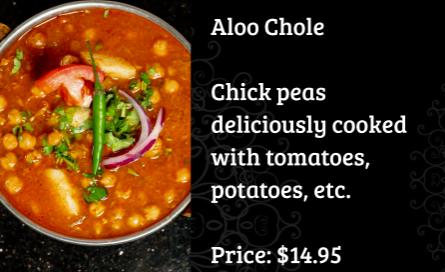 Aloo Chole
Chick peas
deliciously cooked
with tomatoes,
potatoes, etc.
Price: $14.95